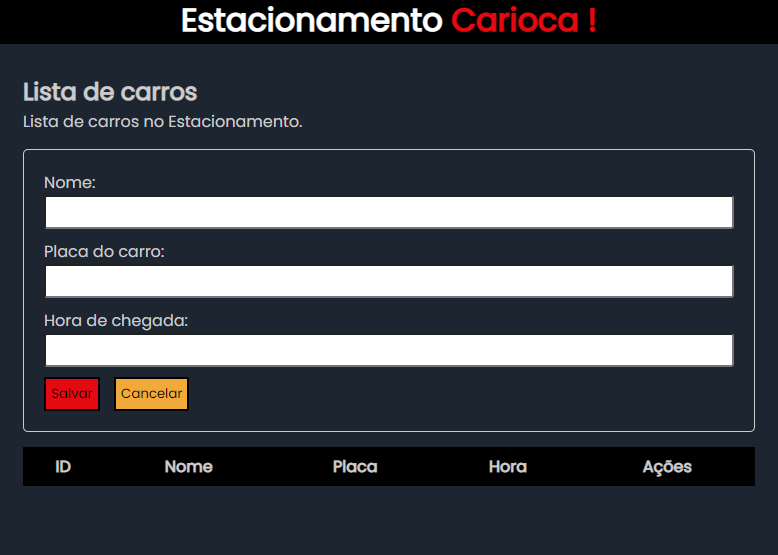 Estacionamento Carioca !
Lista de carros
Lista de carros no Estacionamento.
Nome:
Placa do carro:
Hora de chegada:
Salvar Cancelar
ID Nome Placa Hora Ações